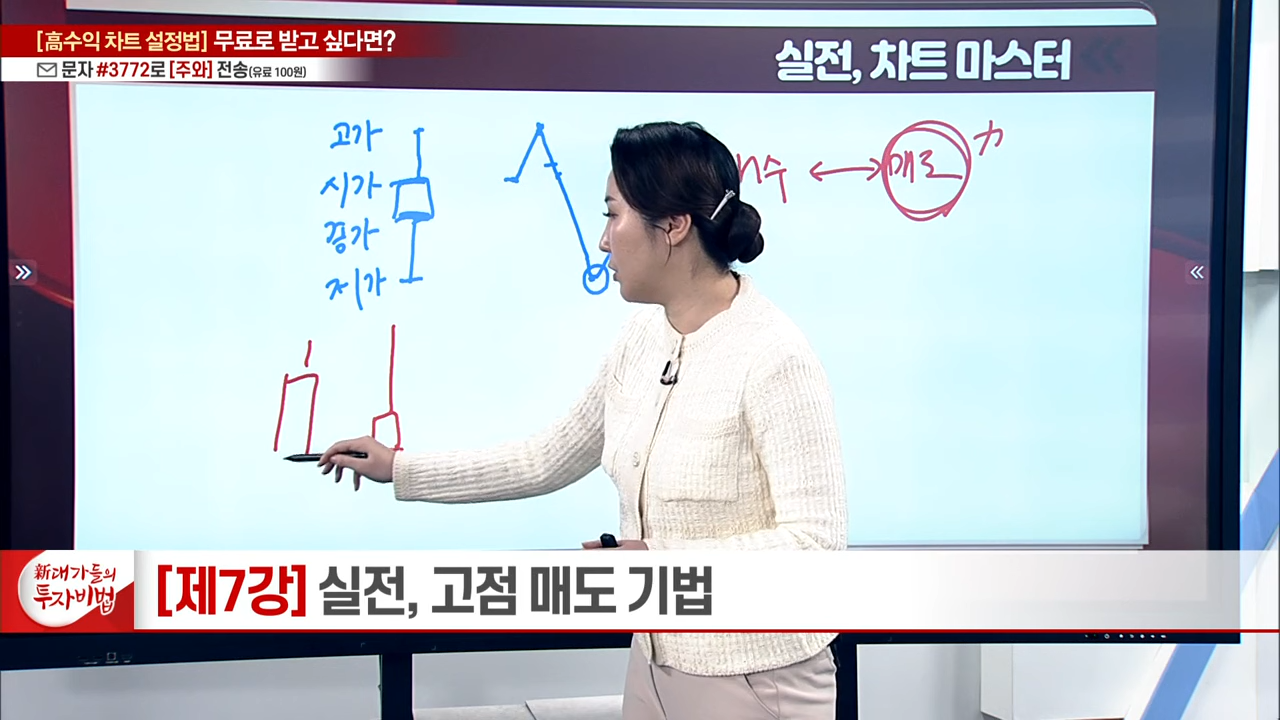 [高수익 차트 설정법] 무료로 받고 싶다면?
문자 #3772로 [주와] 전송(유료 100원)
실전, 차트 마스터
고가
시가
종가
저가
수 ↔ 매도 力
新대가들의
투자비법
[제7강] 실전, 고점 매도 기법